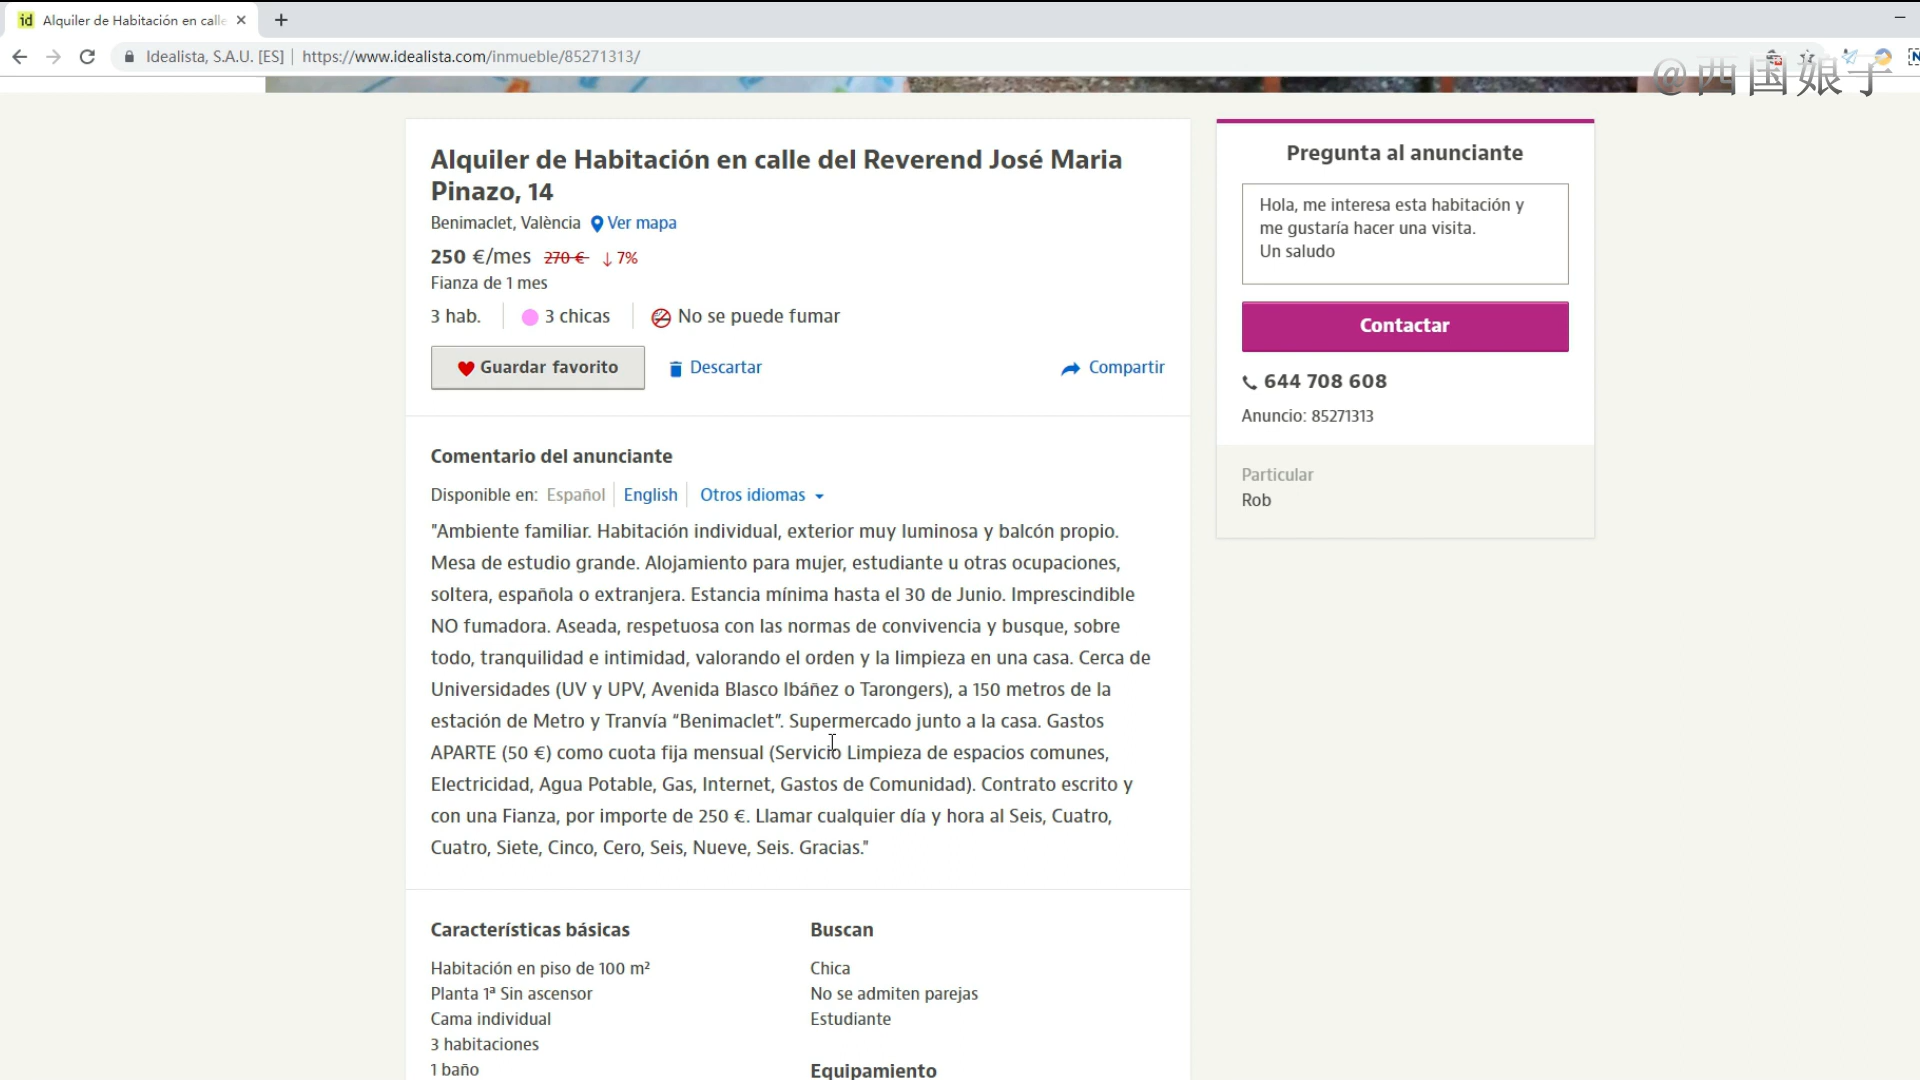 id Alquiler de Habitación en calle
Idealista, S.A.U. [ES] | https://www.idealista.com/inmueble/85271313/
@西国娘子
Alquiler de Habitación en calle del Reverend José Maria
Pinazo, 14
Benimaclet, València Ver mapa
250 €/mes 270 € ↓ 7%
Fianza de 1 mes
3 hab. 3 chicas No se puede fumar
Guardar favorito Descartar Compartir
Comentario del anunciante
Disponible en: Español English Otros idiomas
"Ambiente familiar. Habitación individual, exterior muy luminosa y balcón propio.
Mesa de estudio grande. Alojamiento para mujer, estudiante u otras ocupaciones,
soltera, española o extranjera. Estancia mínima hasta el 30 de Junio. Imprescindible
NO fumadora. Aseada, respetuosa con las normas de convivencia y busque, sobre
todo, tranquilidad e intimidad, valorando el orden y la limpieza en una casa. Cerca de
Universidades (UV y UPV, Avenida Blasco Ibáñez o Tarongers), a 150 metros de la
estación de Metro y Tranvía “Benimaclet”. Supermercado junto a la casa. Gastos
APARTE (50 €) como cuota fija mensual (Servicio Limpieza de espacios comunes,
Electricidad, Agua Potable, Gas, Internet, Gastos de Comunidad). Contrato escrito y
con una Fianza, por importe de 250 €. Llamar cualquier día y hora al Seis, Cuatro,
Cuatro, Siete, Cinco, Cero, Seis, Nueve, Seis. Gracias."
Características básicas
Habitación en piso de 100 m²
Planta 1ª Sin ascensor
Cama individual
3 habitaciones
1 baño
Buscan
Chica
No se admiten parejas
Estudiante
Equipamiento
Pregunta al anunciante
Hola, me interesa esta habitación y
me gustaría hacer una visita.
Un saludo
Contactar
644 708 608
Anuncio: 85271313
Particular
Rob